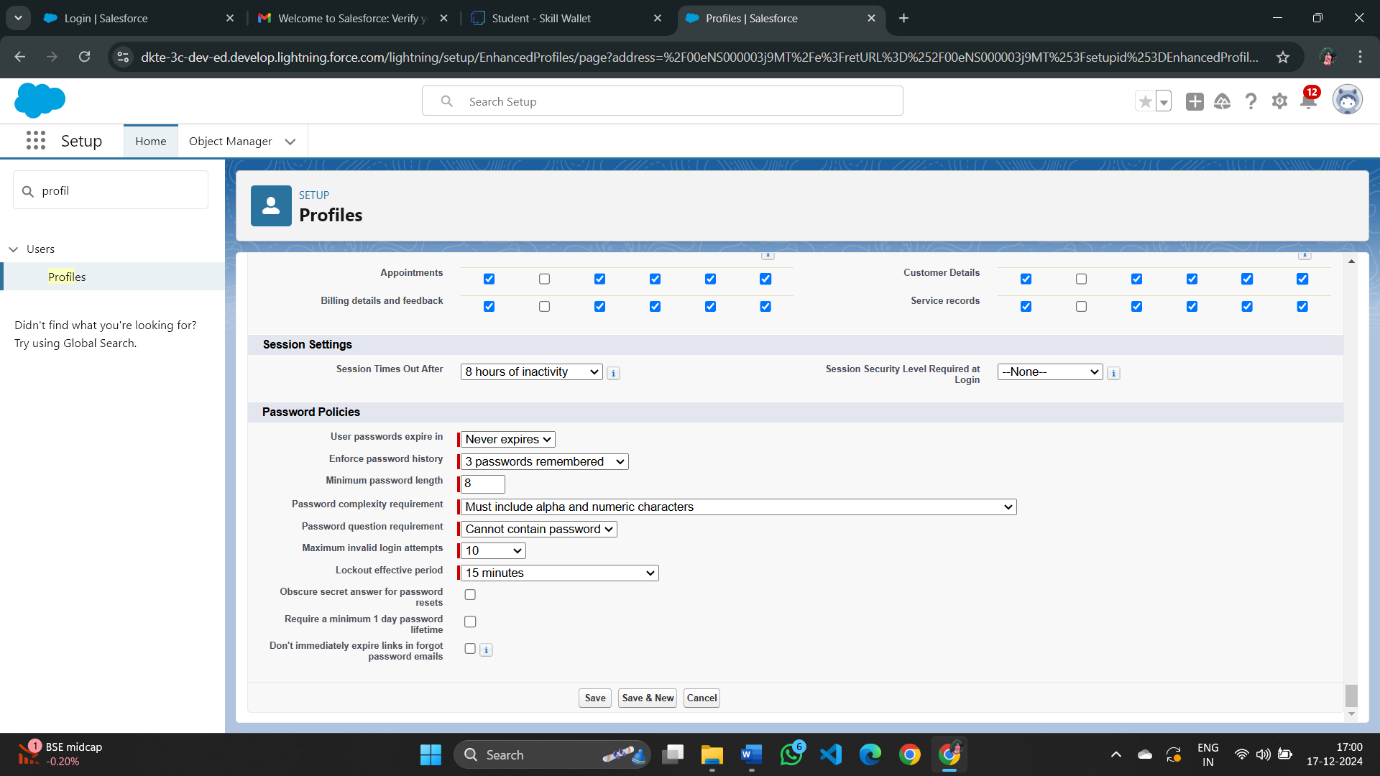 Login | Salesforce
Welcome to Salesforce: Verify y
Student - Skill Wallet
Profiles | Salesforce
dkte-3c-dev-ed.develop.lightning.force.com/lightning/setup/EnhancedProfiles/page?address=%2F00eNS000003j9MT%2Fe%3FretURL%3D%252F00eNS000003j9MT%253Fsetupid%253DEnhancedProfil...
Search Setup
12
Setup
Home
Object Manager
profil
Users
Profiles
Didn't find what you're looking for?
Try using Global Search.
SETUP
Profiles
Appointments
Customer Details
Billing details and feedback
Service records
Session Settings
Session Times Out After
8 hours of inactivity
Session Security Level Required at
Login
--None--
Password Policies
User passwords expire in
Never expires
Enforce password history
3 passwords remembered
Minimum password length
8
Password complexity requirement
Must include alpha and numeric characters
Password question requirement
Cannot contain password
Maximum invalid login attempts
10
Lockout effective period
15 minutes
Obscure secret answer for password
resets
Require a minimum 1 day password
lifetime
Don't immediately expire links in forgot
password emails
Save
Save & New
Cancel
1
BSE midcap
-0.20%
Search
6
ENG
IN
17:00
17-12-2024